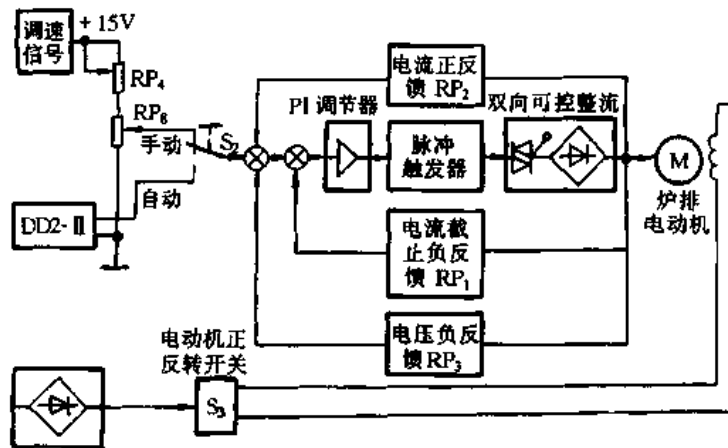 调速
信号
+ 15V
RP₄
RP₆
手动
S₂
自动
DD2-Ⅱ
电流正反
馈 RP₂
PI 调节器
双向可控整流
脉冲
触发器
M
炉排
电动机
电流截
止负反
馈 RP₁
电压负反
馈 RP₃
电动机正
反转开关
S₃